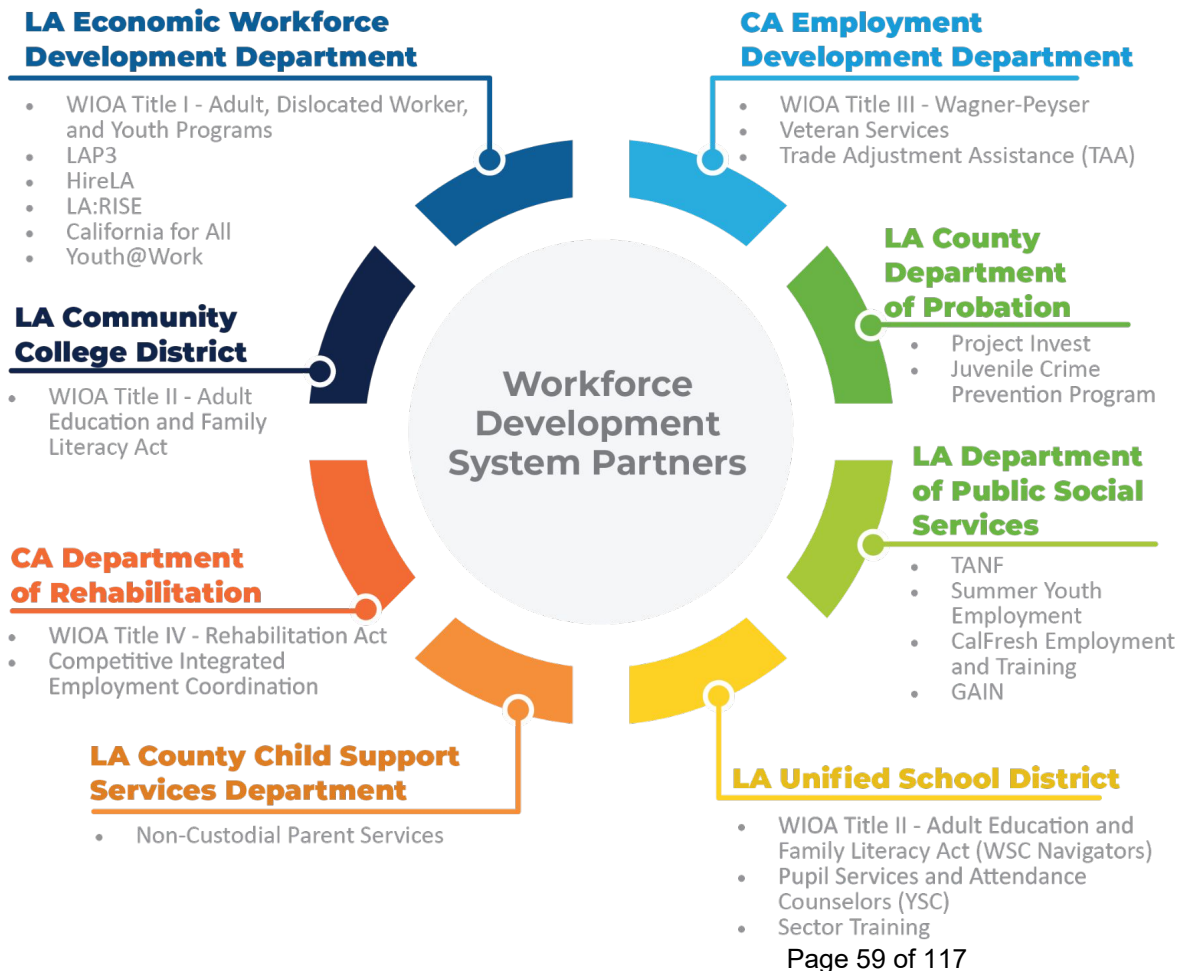 LA Economic Workforce
Development Department
• WIOA Title I - Adult, Dislocated Worker,
and Youth Programs
• LAP3
• HireLA
• LA:RISE
• California for All
• Youth@Work
CA Employment
Development Department
• WIOA Title III - Wagner-Peyser
• Veteran Services
• Trade Adjustment Assistance (TAA)
LA County
Department
of Probation
• Project Invest
• Juvenile Crime
Prevention Program
LA Community
College District
• WIOA Title II - Adult
Education and Family
Literacy Act
Workforce
Development
System Partners
LA Department
of Public Social
Services
• TANF
• Summer Youth
Employment
• CalFresh Employment
and Training
• GAIN
CA Department
of Rehabilitation
• WIOA Title IV - Rehabilitation Act
• Competitive Integrated
Employment Coordination
LA County Child Support
Services Department
• Non-Custodial Parent Services
LA Unified School District
• WIOA Title II - Adult Education and
Family Literacy Act (WSC Navigators)
• Pupil Services and Attendance
Counselors (YSC)
• Sector Training
Page 59 of 117